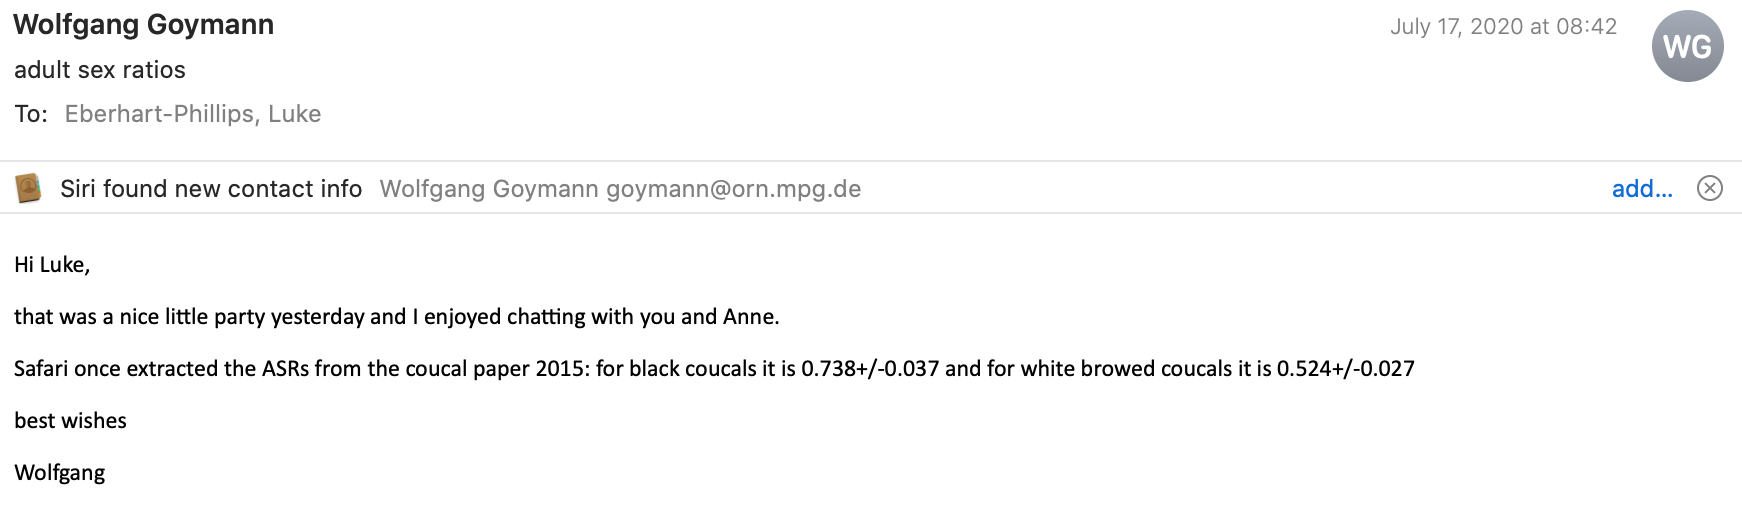 Wolfgang Goymann
July 17, 2020 at 08:42
WG
adult sex ratios
To: Eberhart-Phillips, Luke
Siri found new contact info Wolfgang Goymann goymann@orn.mpg.de add...
Hi Luke,
that was a nice little party yesterday and I enjoyed chatting with you and Anne.
Safari once extracted the ASRs from the coucal paper 2015: for black coucals it is 0.738+/-0.037 and for white browed coucals it is 0.524+/-0.027
best wishes
Wolfgang